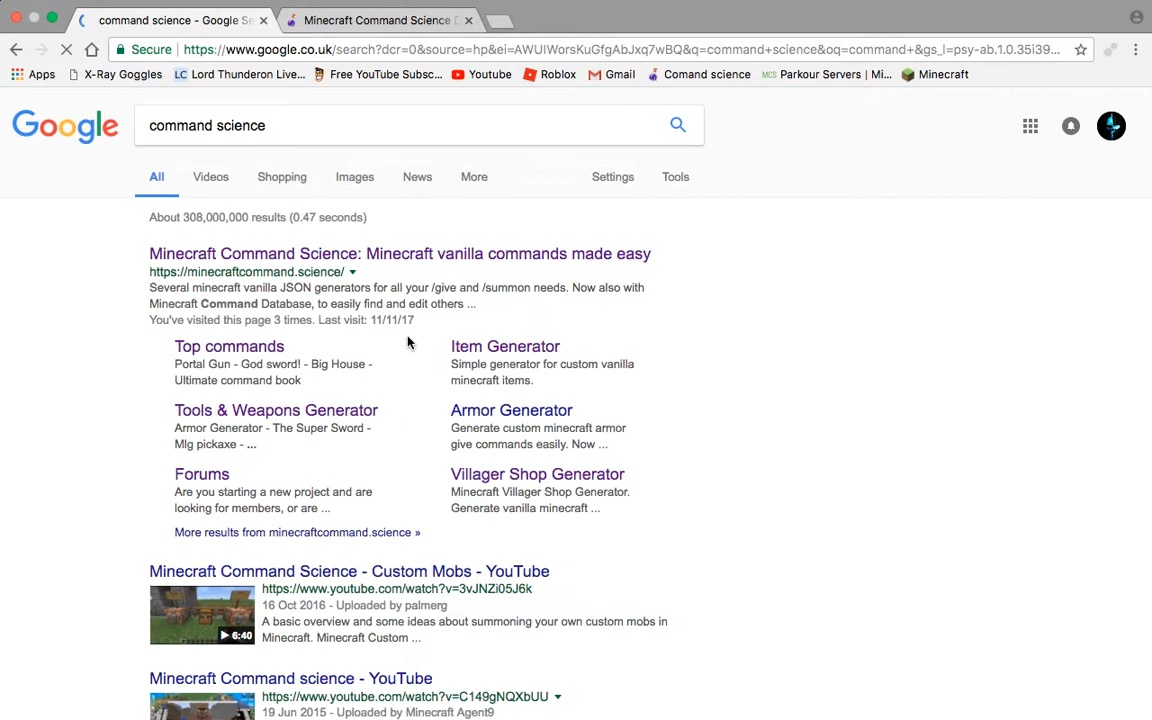 command science - Google Se
Minecraft Command Science D
Secure https://www.google.co.uk/search?dcr=0&source=hp&ei=AWUIWorsKuGfgAbJxq7wBQ&q=command+science&oq=command+&gs_l=psy-ab.1.0.35i39...
Apps X-Ray Goggles LC Lord Thunderon Live... Free YouTube Subsc... Youtube Roblox Gmail Comand science MCS Parkour Servers | Mi... Minecraft
Google command science
All Videos Shopping Images News More Settings Tools
About 308,000,000 results (0.47 seconds)
Minecraft Command Science: Minecraft vanilla commands made easy
https://minecraftcommand.science/
Several minecraft vanilla JSON generators for all your /give and /summon needs. Now also with
Minecraft Command Database, to easily find and edit others ...
You've visited this page 3 times. Last visit: 11/11/17
Top commands
Portal Gun - God sword! - Big House -
Ultimate command book
Item Generator
Simple generator for custom vanilla
minecraft items.
Tools & Weapons Generator
Armor Generator - The Super Sword -
Mlg pickaxe - ...
Armor Generator
Generate custom minecraft armor
give commands easily. Now ...
Forums
Are you starting a new project and are
looking for members, or are ...
Villager Shop Generator
Minecraft Villager Shop Generator.
Generate vanilla minecraft ...
More results from minecraftcommand.science »
Minecraft Command Science - Custom Mobs - YouTube
https://www.youtube.com/watch?v=3vJNZi05J6k
16 Oct 2016 - Uploaded by palmerg
A basic overview and some ideas about summoning your own custom mobs in
Minecraft. Minecraft Custom ...
6:40
Minecraft Command science - YouTube
https://www.youtube.com/watch?v=C149gNQXbUU
19 Jun 2015 - Uploaded by Minecraft Agent9